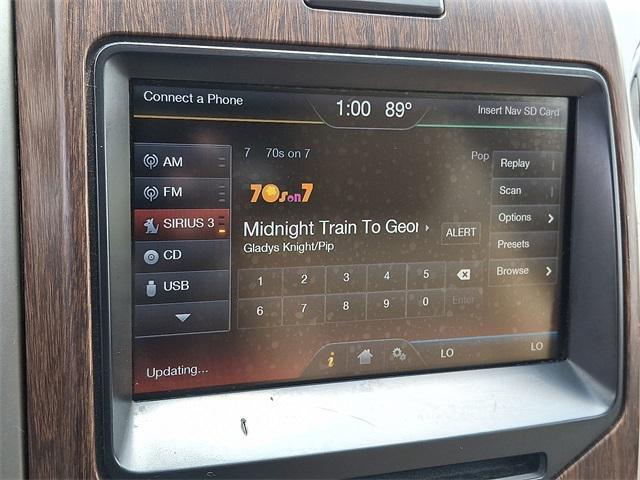 Connect a Phone
1:00 89°
Insert Nav SD Card
AM
FM
SIRIUS 3
CD
USB
Updating...
7 70s on 7
Pop
70s on 7
Midnight Train To Geor
Gladys Knight/Pip
ALERT
1 2 3 4 5
6 7 8 9 0 Enter
Replay
Scan
Options
Presets
Browse
i
LO
LO